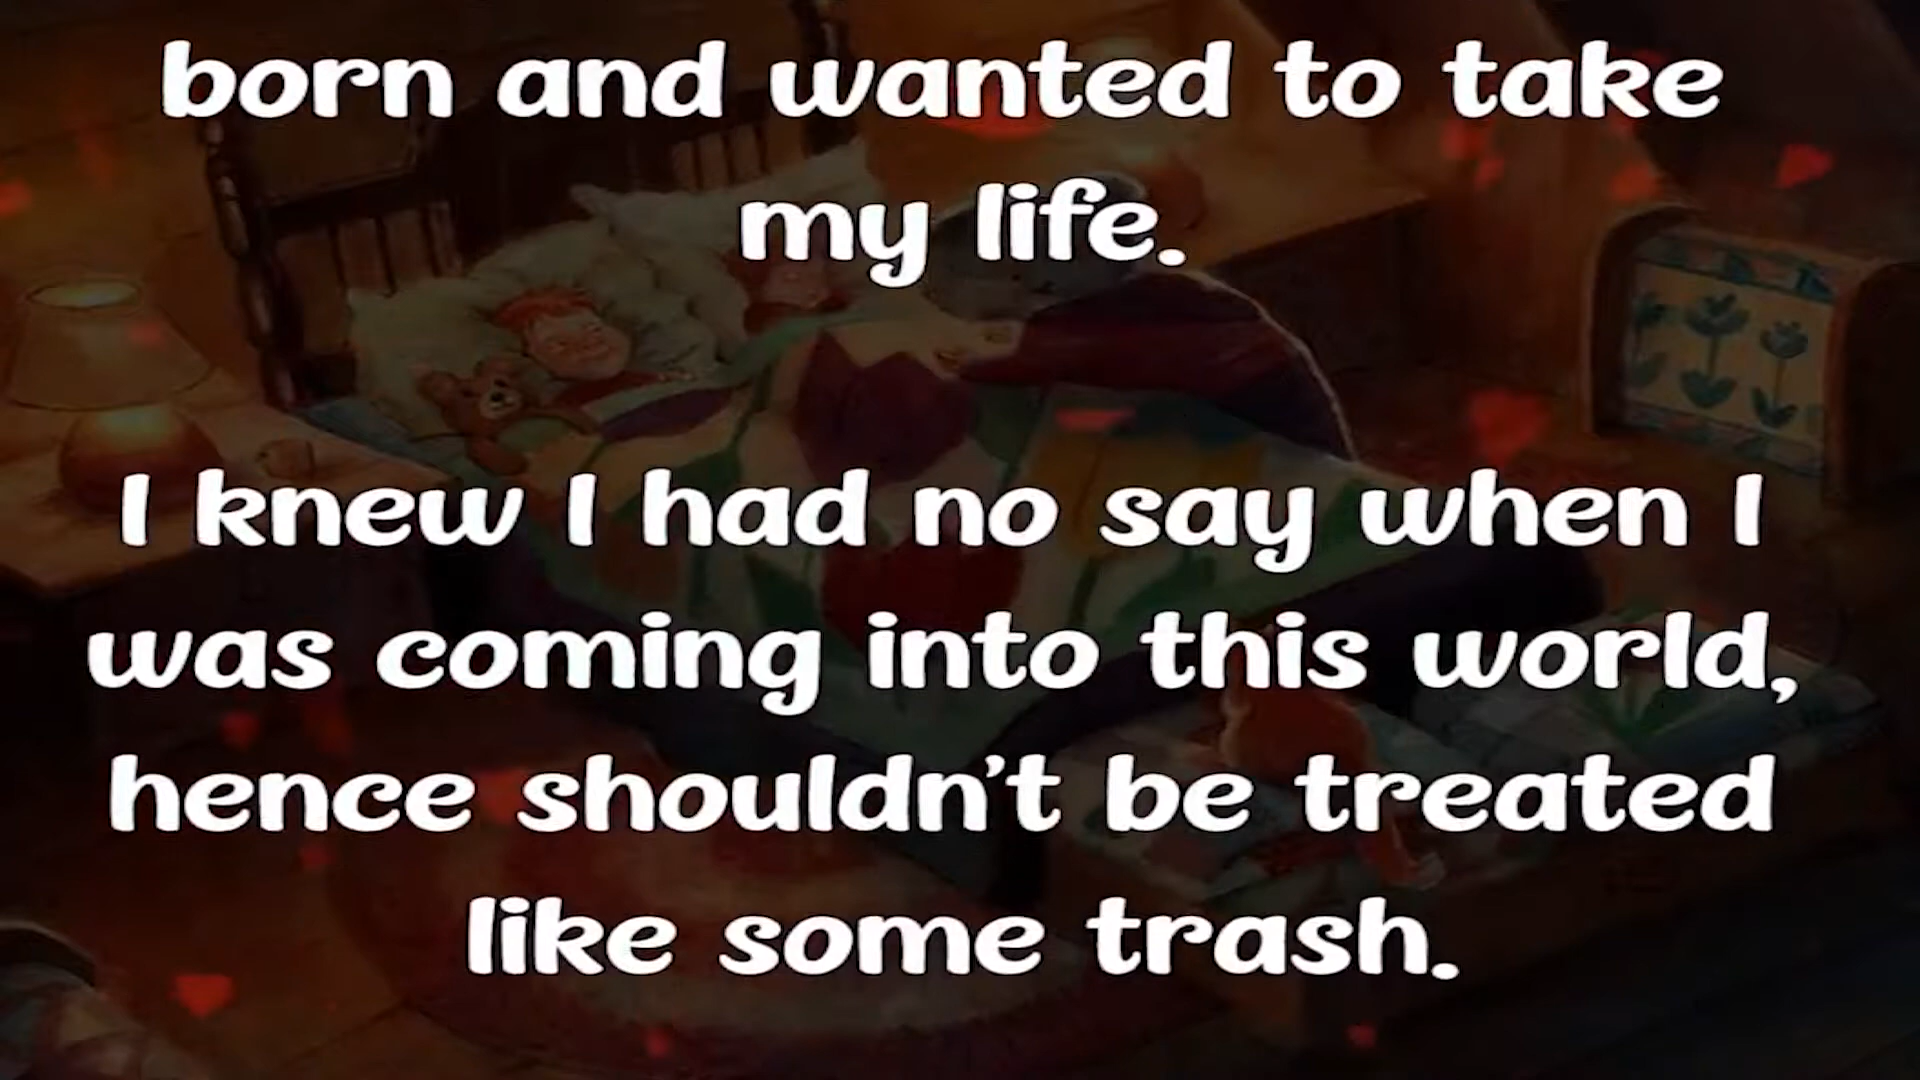 born and wanted to take
my life.
I knew I had no say when I
was coming into this world,
hence shouldn't be treated
like some trash.